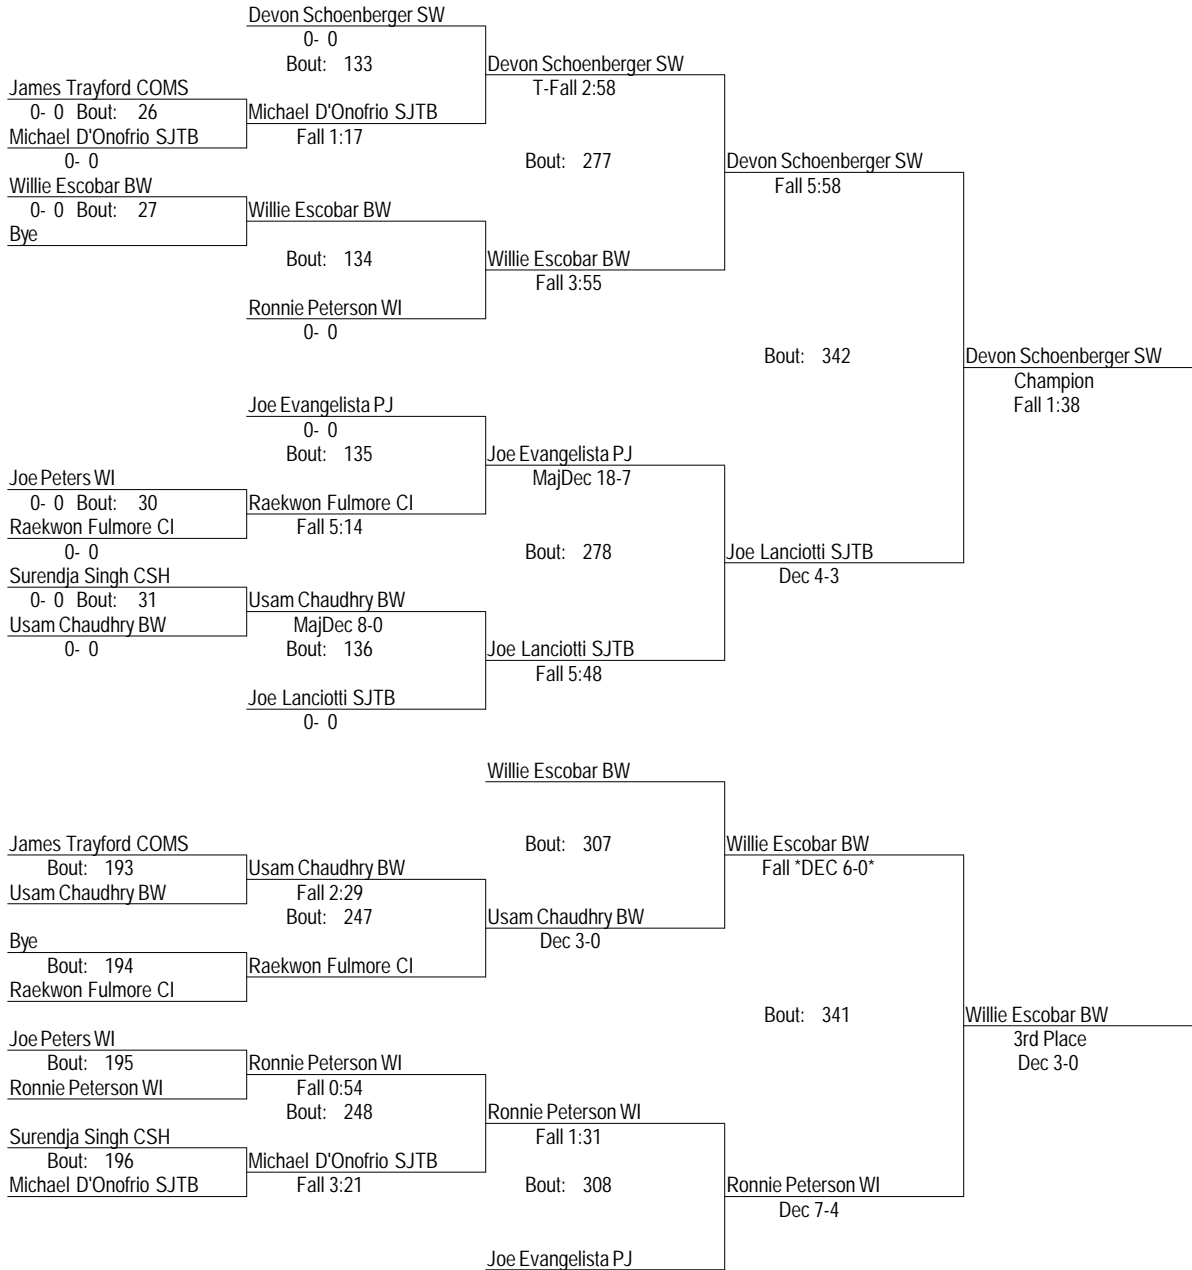 Devon Schoenberger SW
0- 0
Bout: 133
Devon Schoenberger SW
T-Fall 2:58
James Trayford COMS
0- 0 Bout: 26
Michael D'Onofrio SJTB
Fall 1:17
Michael D'Onofrio SJTB
0- 0
Bout: 277
Devon Schoenberger SW
Fall 5:58
Willie Escobar BW
0- 0 Bout: 27
Willie Escobar BW
Bye
Bout: 134
Willie Escobar BW
Fall 3:55
Ronnie Peterson WI
0- 0
Bout: 342
Devon Schoenberger SW
Champion
Fall 1:38
Joe Evangelista PJ
0- 0
Bout: 135
Joe Evangelista PJ
MajDec 18-7
Joe Peters WI
0- 0 Bout: 30
Raekwon Fulmore CI
Fall 5:14
Raekwon Fulmore CI
0- 0
Bout: 278
Joe Lanciotti SJTB
Dec 4-3
Surendja Singh CSH
0- 0 Bout: 31
Usam Chaudhry BW
MajDec 8-0
Usam Chaudhry BW
0- 0
Bout: 136
Joe Lanciotti SJTB
Fall 5:48
Joe Lanciotti SJTB
0- 0
Willie Escobar BW
Bout: 307
Willie Escobar BW
Fall *DEC 6-0*
James Trayford COMS
Bout: 193
Usam Chaudhry BW
Usam Chaudhry BW
Fall 2:29
Bout: 247
Usam Chaudhry BW
Dec 3-0
Bye
Bout: 194
Raekwon Fulmore CI
Raekwon Fulmore CI
Bout: 341
Willie Escobar BW
3rd Place
Dec 3-0
Joe Peters WI
Bout: 195
Ronnie Peterson WI
Ronnie Peterson WI
Fall 0:54
Bout: 248
Ronnie Peterson WI
Fall 1:31
Surendja Singh CSH
Bout: 196
Michael D'Onofrio SJTB
Michael D'Onofrio SJTB
Fall 3:21
Bout: 308
Ronnie Peterson WI
Dec 7-4
Joe Evangelista PJ